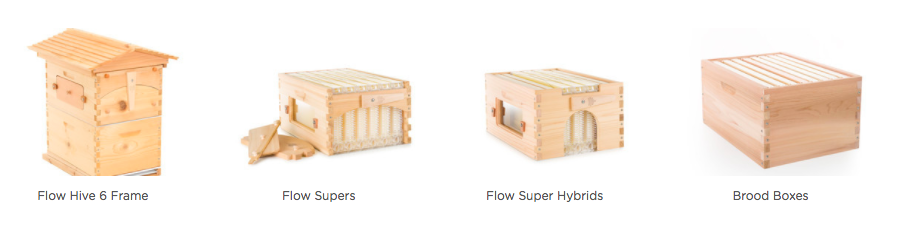 Flow Hive 6 Frame
Flow Supers
Flow Super Hybrids
Brood Boxes